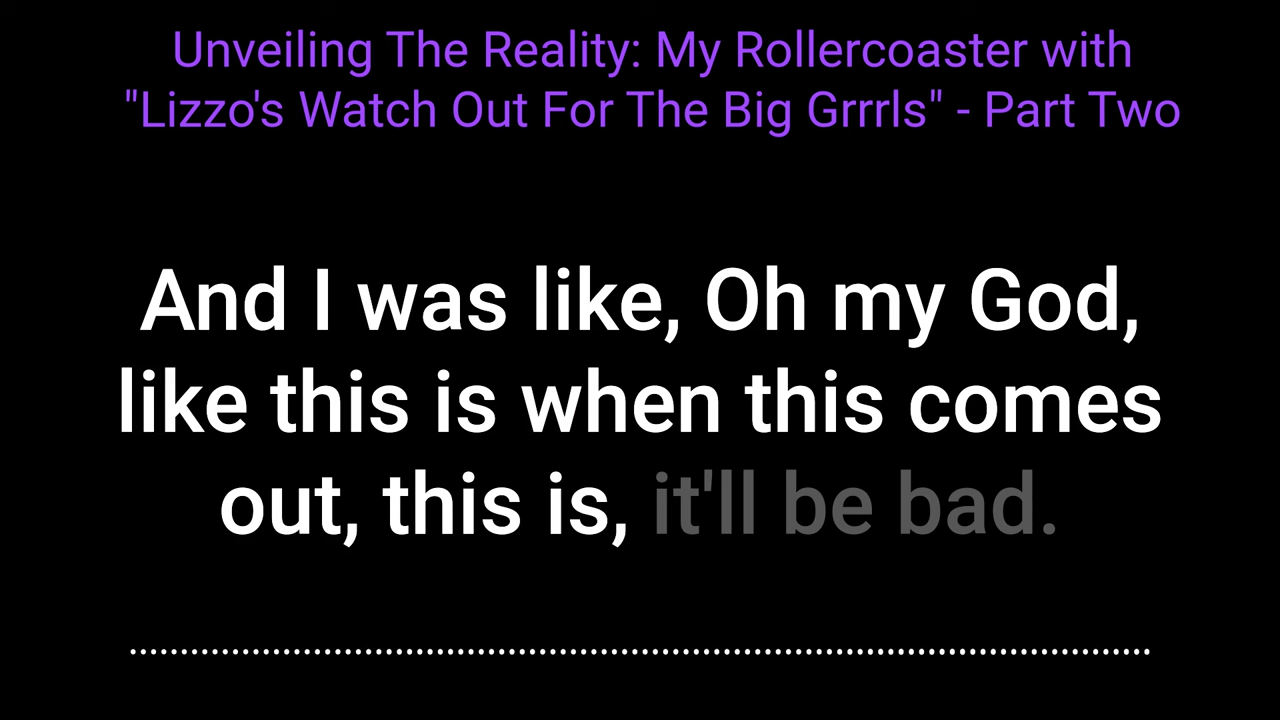 Unveiling The Reality: My Rollercoaster with
"Lizzo's Watch Out For The Big Grrrls" - Part Two
And I was like, Oh my God,
like this is when this comes
out, this is, it'll be bad.